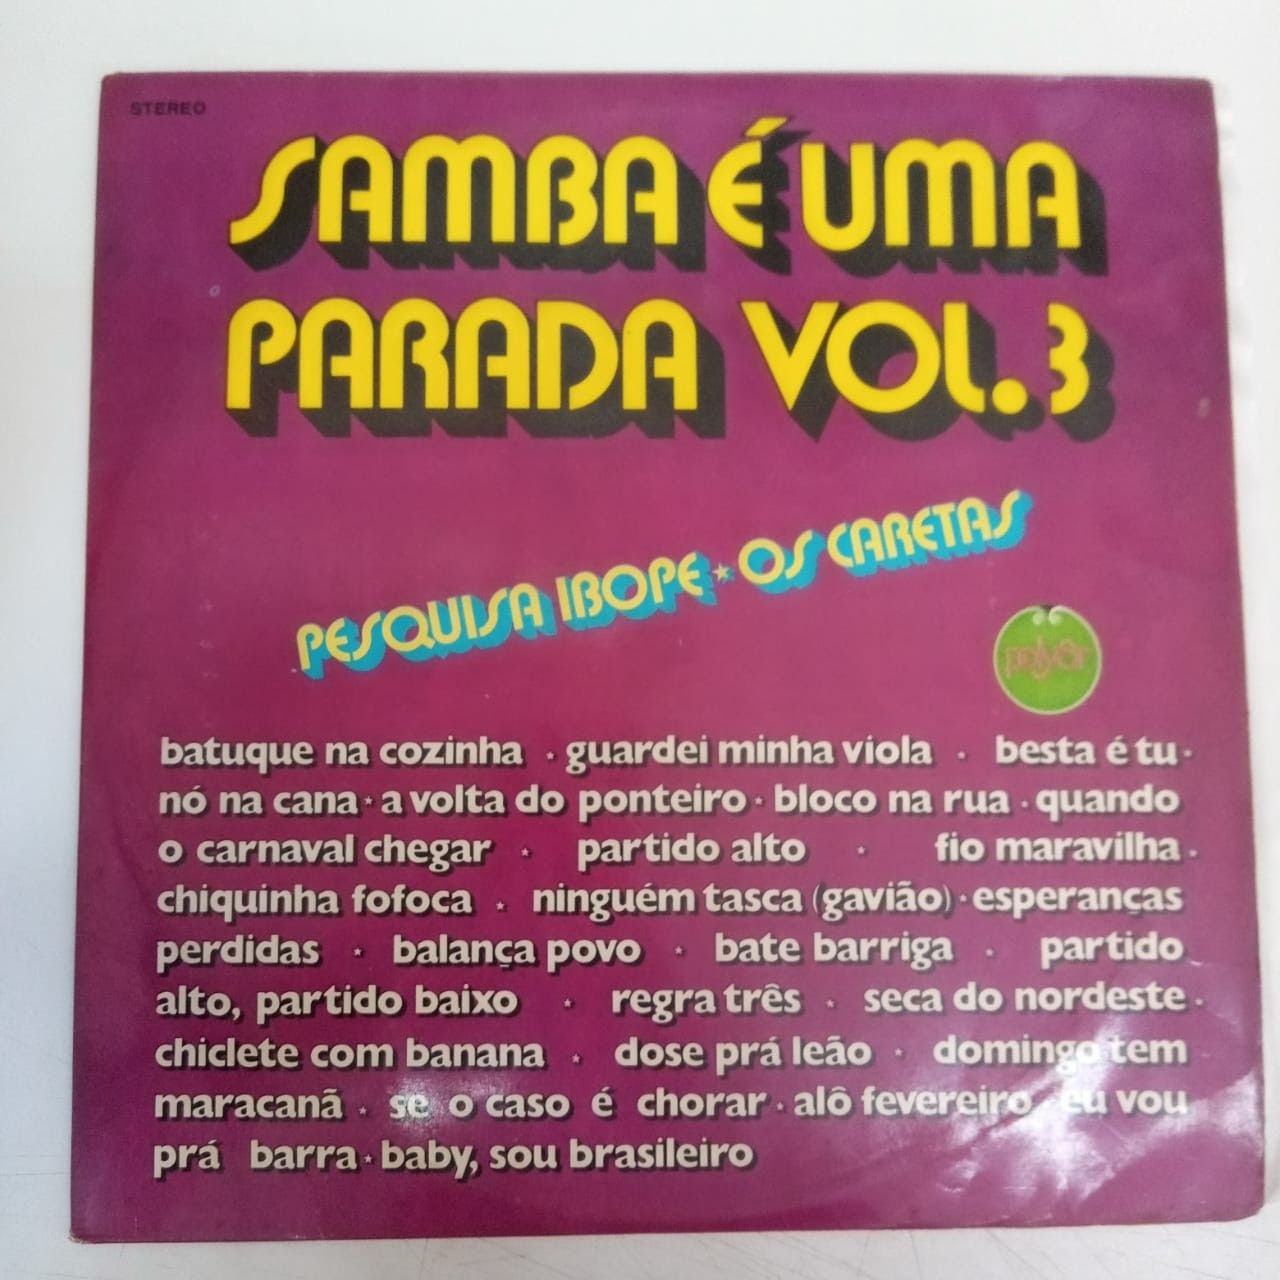 STEREO
SAMBA É UMA
PARADA VOL. 3
PESQUISA IBOPE * OS CARETAS
polyfar
batuque na cozinha * guardei minha viola * besta é tu *
nó na cana * a volta do ponteiro * bloco na rua * quando
o carnaval chegar * partido alto * fio maravilha *
chiquinha fofoca * ninguém tasca (gavião) * esperanças
perdidas * balança povo * bate barriga * partido
alto, partido baixo * regra três * seca do nordeste *
chiclete com banana * dose prá leão * domingo tem
maracanã * se o caso é chorar * alô fevereiro eu vou
prá barra * baby, sou brasileiro